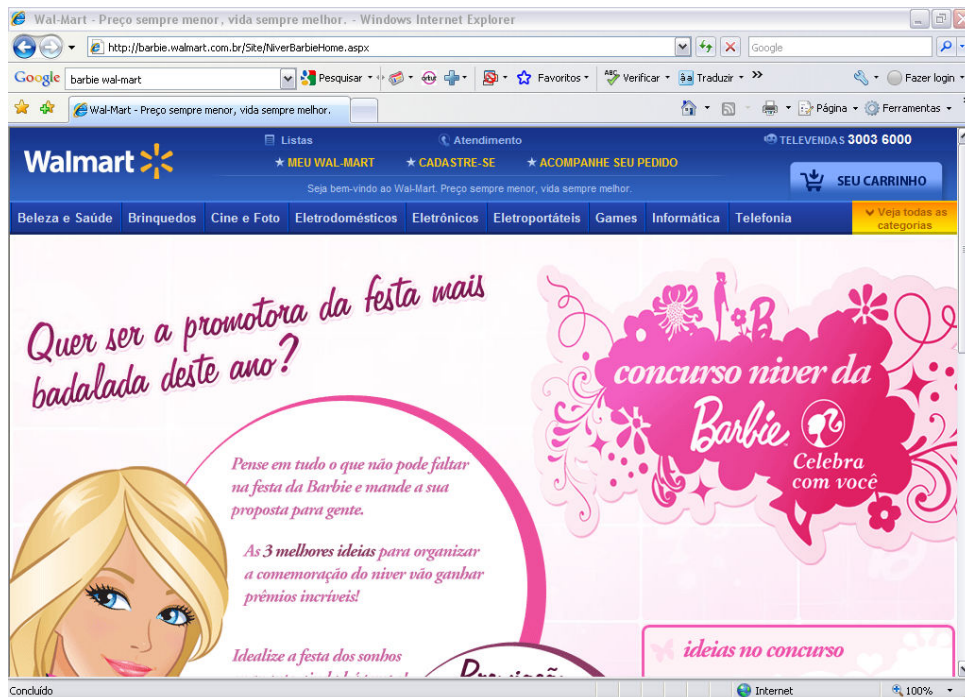 Wal-Mart - Preço sempre menor, vida sempre melhor. - Windows Internet Explorer
http://barbie.walmart.com.br/Site/NiverBarbieHome.aspx
Google
Google
barbie wal-mart
Pesquisar
Favoritos
Verificar
Traduzir
Fazer login
Wal-Mart - Preço sempre menor, vida sempre melhor.
Página
Ferramentas
Walmart
Listas
Atendimento
TELEVENDAS 3003 6000
MEU WAL-MART
CADASTRE-SE
ACOMPANHE SEU PEDIDO
Seja bem-vindo ao Wal-Mart. Preço sempre menor, vida sempre melhor.
SEU CARRINHO
Beleza e Saúde Brinquedos Cine e Foto Eletrodomésticos Eletrônicos Eletroportáteis Games Informática Telefonia
Veja todas as
categorias
Quer ser a promotora da festa mais
badalada deste ano?
B
concurso niver da
Barbie
Celebra
com você
Pense em tudo o que não pode faltar
na festa da Barbie e mande a sua
proposta para gente.
As 3 melhores ideias para organizar
a comemoração do niver vão ganhar
prêmios incríveis!
Idealize a festa dos sonhos
ideias no concurso
Concluído
Internet
100%